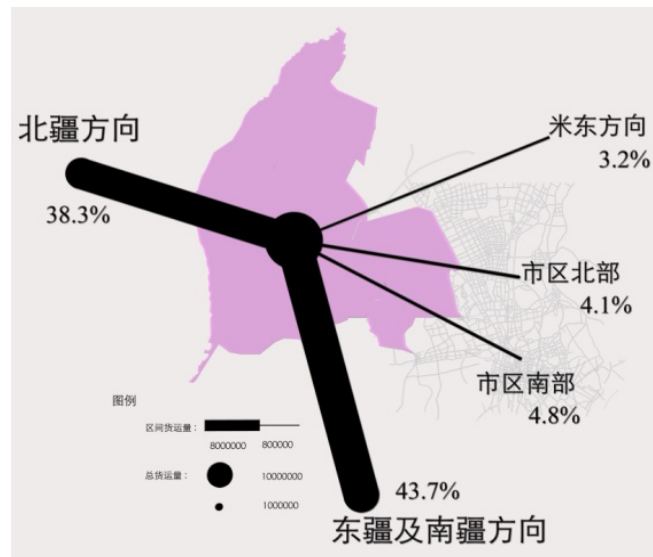 北疆方向
38.3%
米东方向
3.2%
市区北部
4.1%
市区南部
4.8%
43.7%
东疆及南疆方向
图例
区间货运量：
8000000
800000
总货运量：
10000000
1000000